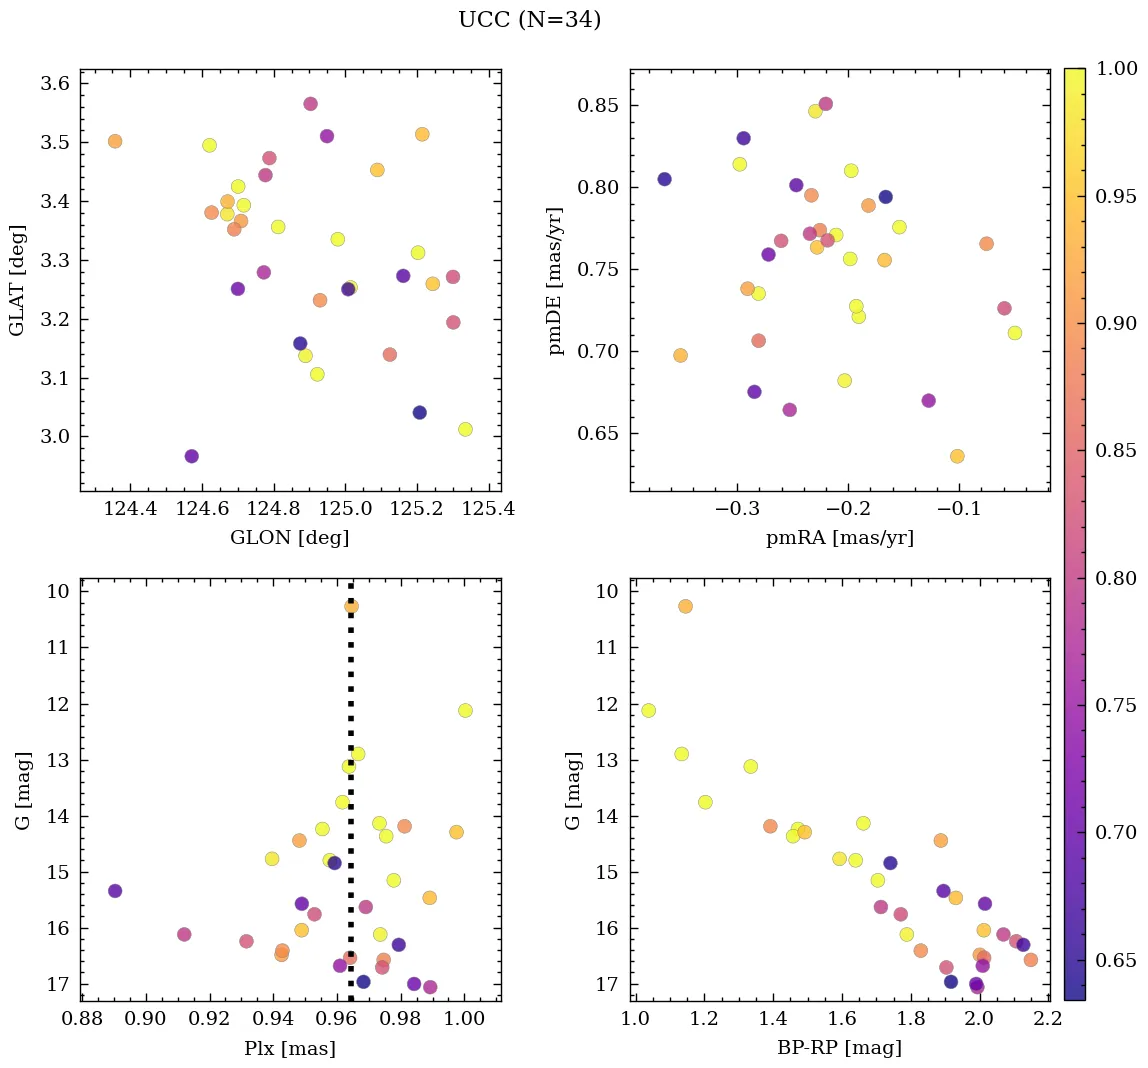 UCC (N=34)
3.6
3.5
3.4
3.3
3.2
3.1
3.0
GLAT [deg]
124.4 124.6 124.8 125.0 125.2 125.4
GLON [deg]
0.85
0.80
0.75
0.70
0.65
pmDE [mas/yr]
−0.3 −0.2 −0.1
pmRA [mas/yr]
1.00
0.95
0.90
0.85
0.80
0.75
0.70
0.65
10
11
12
13
14
15
16
17
G [mag]
0.88 0.90 0.92 0.94 0.96 0.98 1.00
Plx [mas]
10
11
12
13
14
15
16
17
G [mag]
1.0 1.2 1.4 1.6 1.8 2.0 2.2
BP-RP [mag]